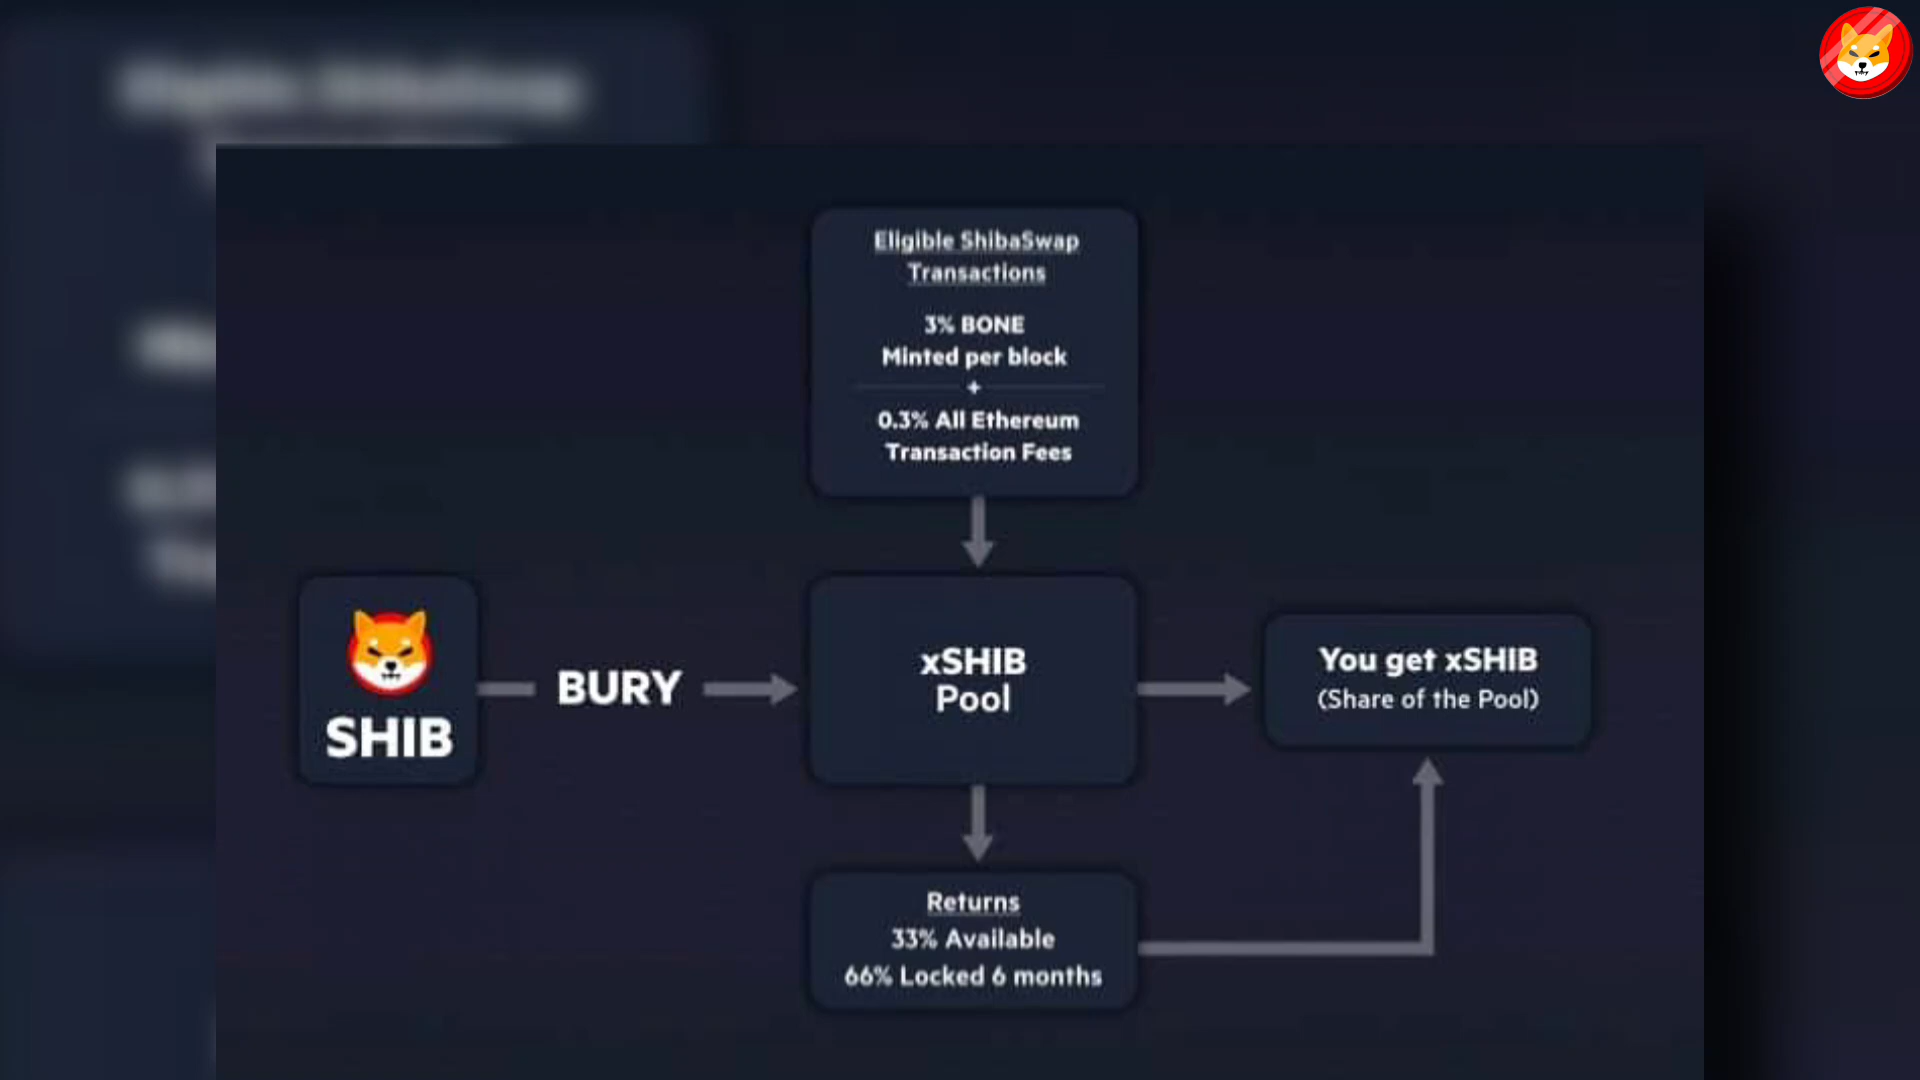 Eligible ShibaSwap
Transactions
3% BONE
Minted per block
+
0.3% All Ethereum
Transaction Fees
SHIB
BURY
xSHIB
Pool
You get xSHIB
(Share of the Pool)
Returns
33% Available
66% Locked 6 months